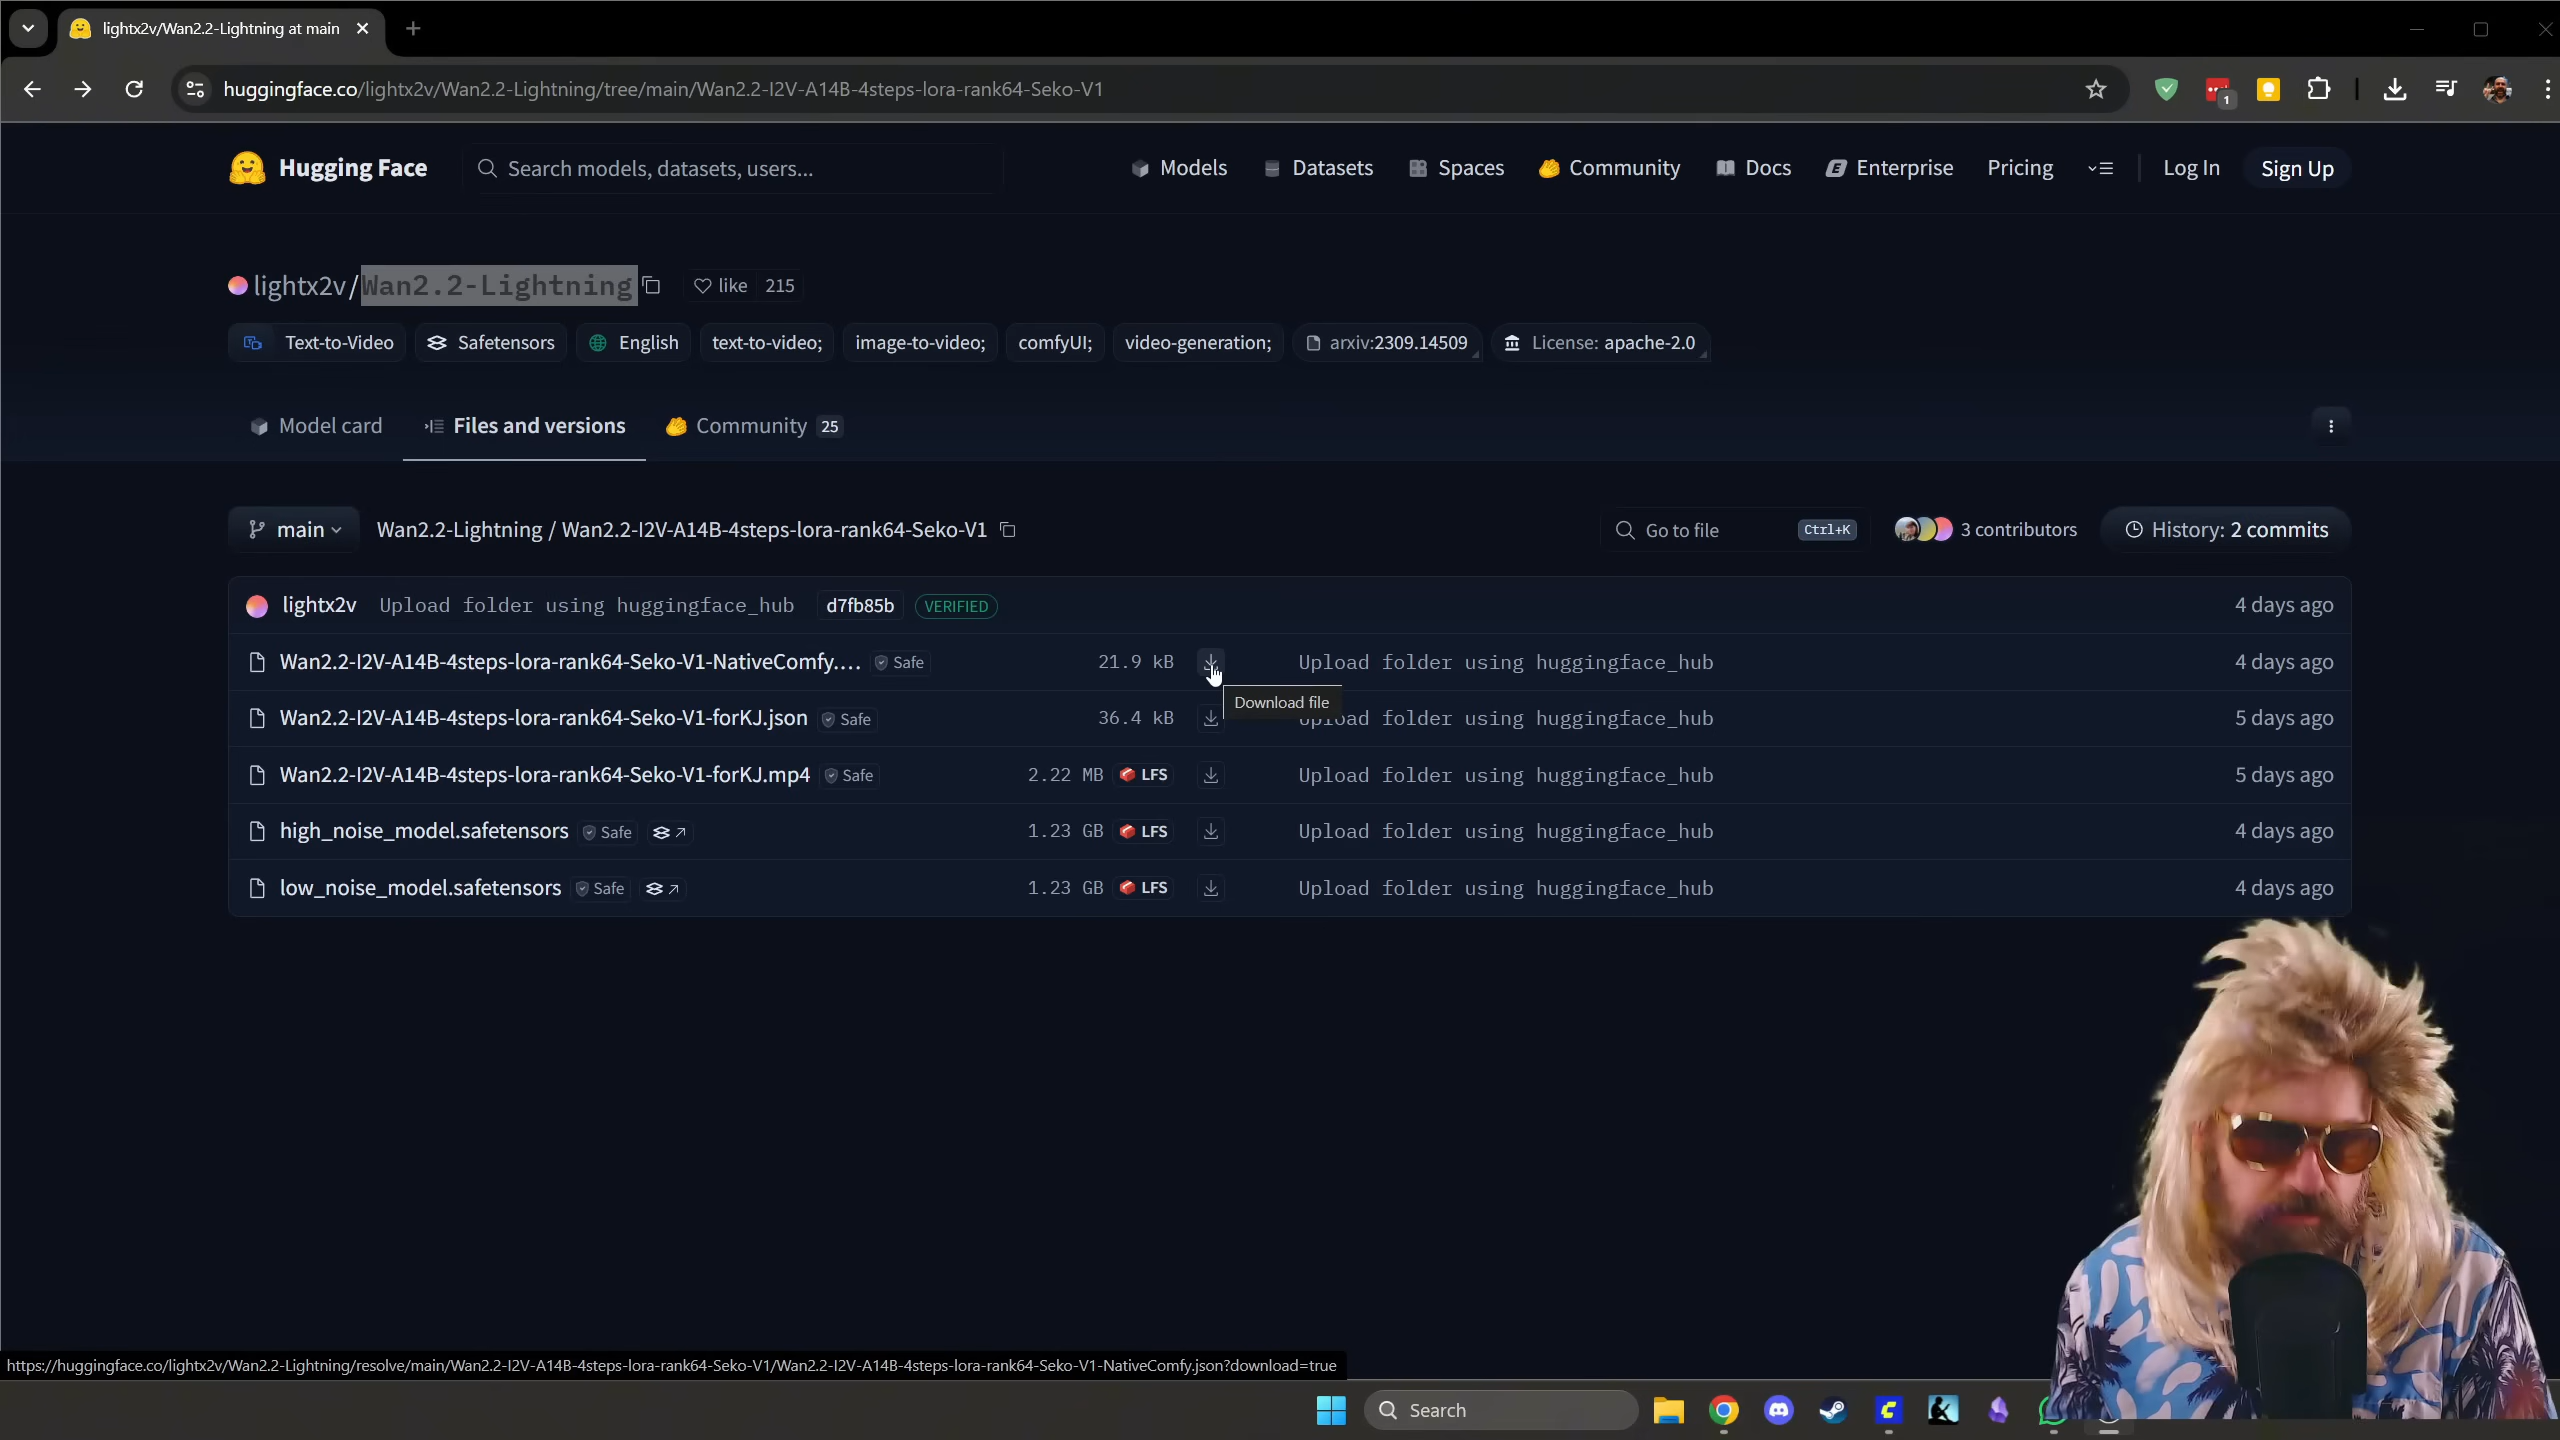 lightx2v/Wan2.2-Lightning at main
huggingface.co/lightx2v/Wan2.2-Lightning/tree/main/Wan2.2-I2V-A14B-4steps-lora-rank64-Seko-V1
1
Hugging Face
Search models, datasets, users...
Models
Datasets
Spaces
Community
Docs
Enterprise
Pricing
Log In
Sign Up
lightx2v/Wan2.2-Lightning
like 215
Text-to-Video
Safetensors
English
text-to-video;
image-to-video;
comfyUI;
video-generation;
arxiv:2309.14509
License: apache-2.0
Model card
Files and versions
Community 25
main
Wan2.2-Lightning / Wan2.2-I2V-A14B-4steps-lora-rank64-Seko-V1
Go to file Ctrl+K
3 contributors
History: 2 commits
lightx2v Upload folder using huggingface_hub d7fb85b VERIFIED 4 days ago
Wan2.2-I2V-A14B-4steps-lora-rank64-Seko-V1-NativeComfy.... Safe 21.9 kB Upload folder using huggingface_hub 4 days ago
Download file
Wan2.2-I2V-A14B-4steps-lora-rank64-Seko-V1-forKJ.json Safe 36.4 kB Upload folder using huggingface_hub 5 days ago
Wan2.2-I2V-A14B-4steps-lora-rank64-Seko-V1-forKJ.mp4 Safe 2.22 MB LFS Upload folder using huggingface_hub 5 days ago
high_noise_model.safetensors Safe 1.23 GB LFS Upload folder using huggingface_hub 4 days ago
low_noise_model.safetensors Safe 1.23 GB LFS Upload folder using huggingface_hub 4 days ago
https://huggingface.co/lightx2v/Wan2.2-Lightning/resolve/main/Wan2.2-I2V-A14B-4steps-lora-rank64-Seko-V1/Wan2.2-I2V-A14B-4steps-lora-rank64-Seko-V1-NativeComfy.json?download=true
Search